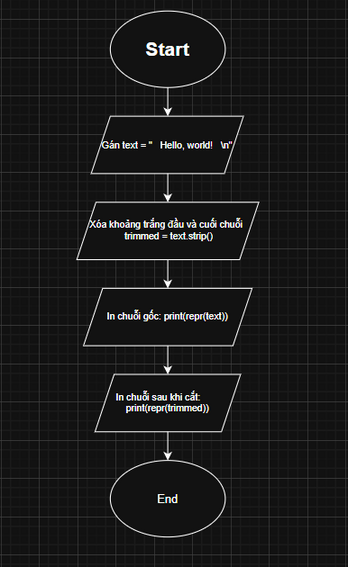 Start
Gán text = "   Hello, world!   \n"
Xóa khoảng trắng đầu và cuối chuỗi
trimmed = text.strip()
In chuỗi gốc: print(repr(text))
In chuỗi sau khi cắt:
print(repr(trimmed))
End